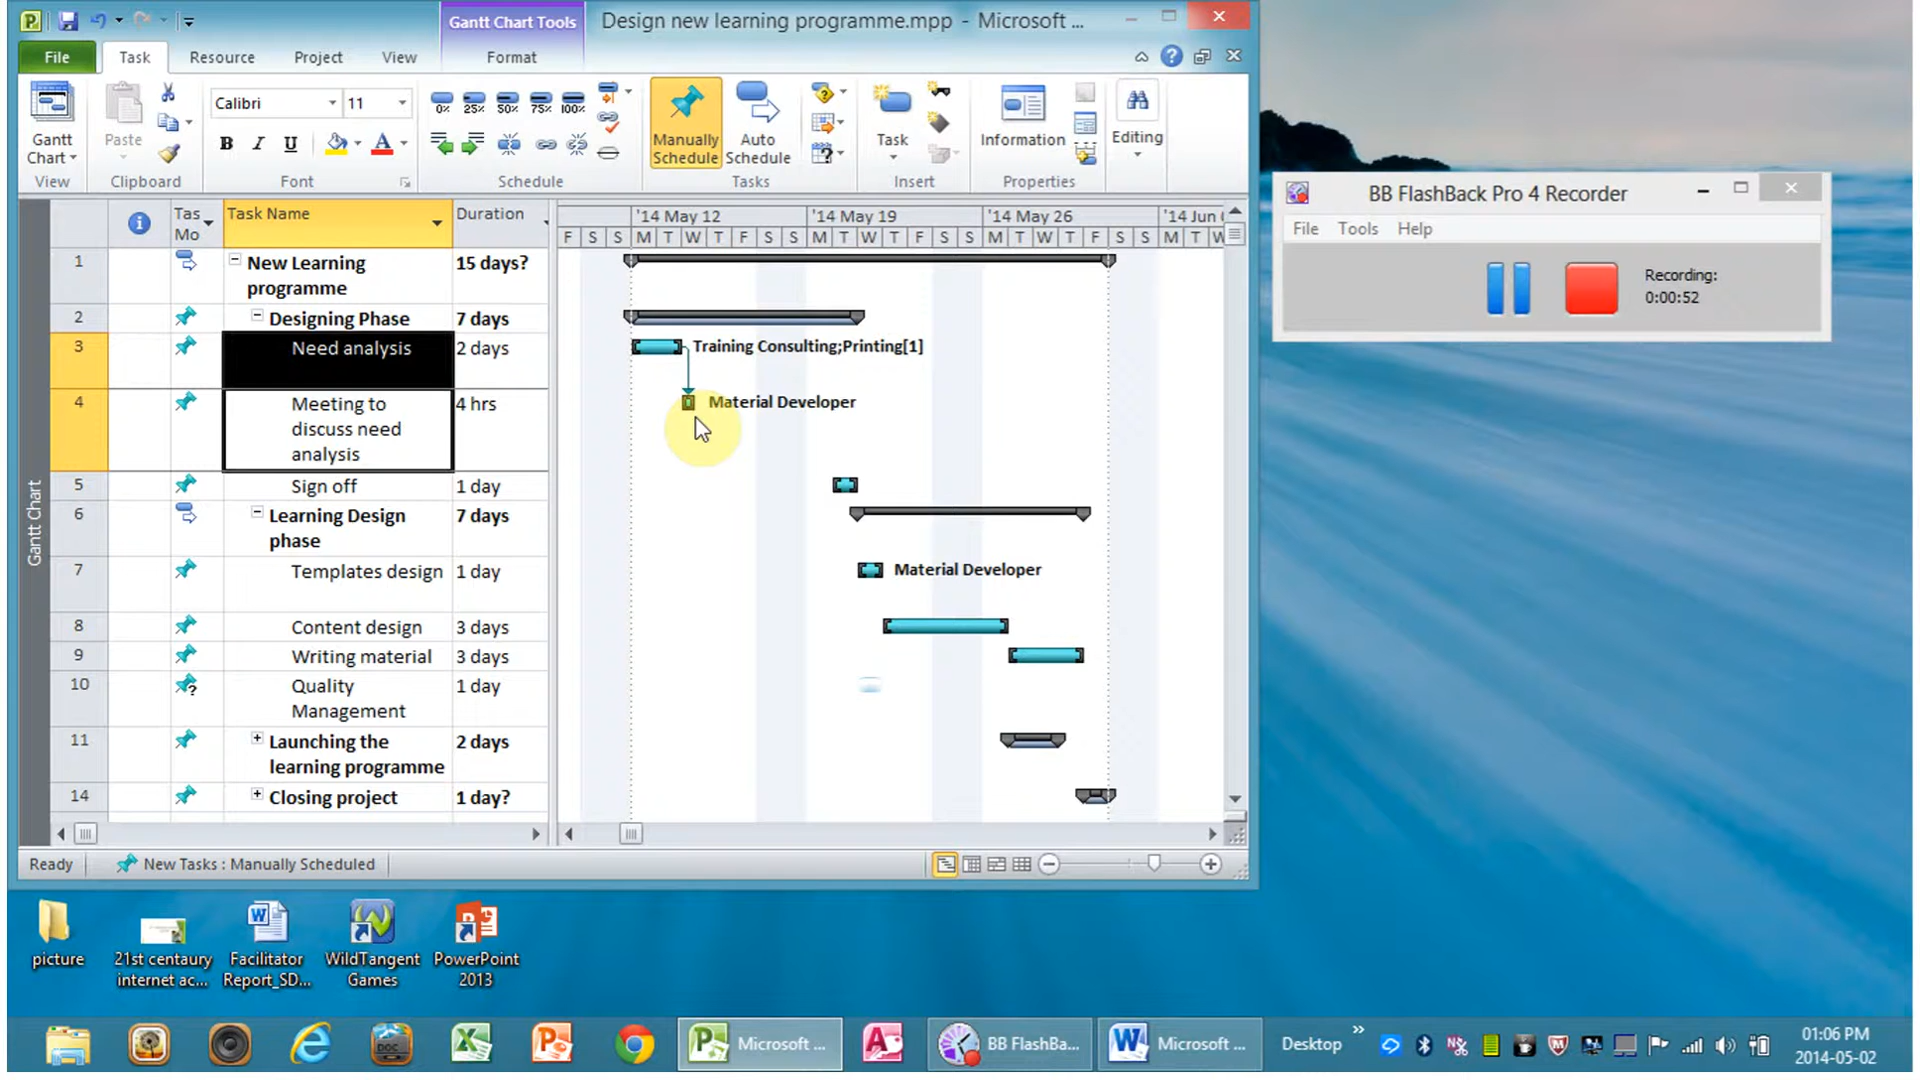 Gantt Chart Tools
Design new learning programme.mpp - Microsoft ...
File
Task
Resource
Project
View
Format
Gantt
Chart
Paste
Calibri
11
B I U
A
0% 25% 50% 75% 100%
Manually
Schedule
Auto
Schedule
Task
Information
Editing
View
Clipboard
Font
Schedule
Tasks
Insert
Properties
Tas
Mo
Task Name
Duration
'14 May 12
'14 May 19
'14 May 26
'14 Jun
F S S M T W T F S S M T W T F S S M T W T F S S M T W
1
New Learning
programme
15 days?
2
Designing Phase
7 days
3
Need analysis
2 days
Training Consulting;Printing[1]
4
Meeting to
discuss need
analysis
4 hrs
Material Developer
5
Sign off
1 day
6
Learning Design
phase
7 days
7
Templates design
1 day
Material Developer
8
Content design
3 days
9
Writing material
3 days
10
Quality
Management
1 day
11
Launching the
learning programme
2 days
14
Closing project
1 day?
Gantt Chart
Ready
New Tasks : Manually Scheduled
BB FlashBack Pro 4 Recorder
File
Tools
Help
Recording:
0:00:52
picture
21st centaury
internet ac...
Facilitator
Report_SD...
WildTangent
Games
PowerPoint
2013
DOC
Microsoft ...
BB FlashBa...
Microsoft ...
Desktop
01:06 PM
2014-05-02